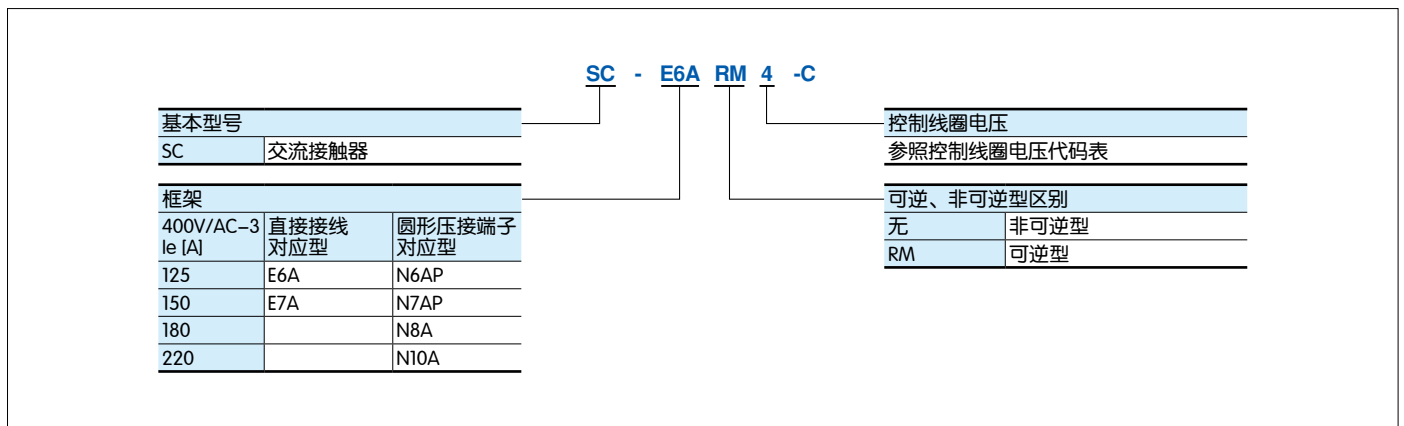 SC - E6A RM 4 -C
基本型号
SC 交流接触器
框架
400V/AC-3 直接接线 圆形压接端子
Ie [A] 对应型 对应型
125 E6A N6AP
150 E7A N7AP
180 N8A
220 N10A
控制线圈电压
参照控制线圈电压代码表
可逆、非可逆型区别
无 非可逆型
RM 可逆型